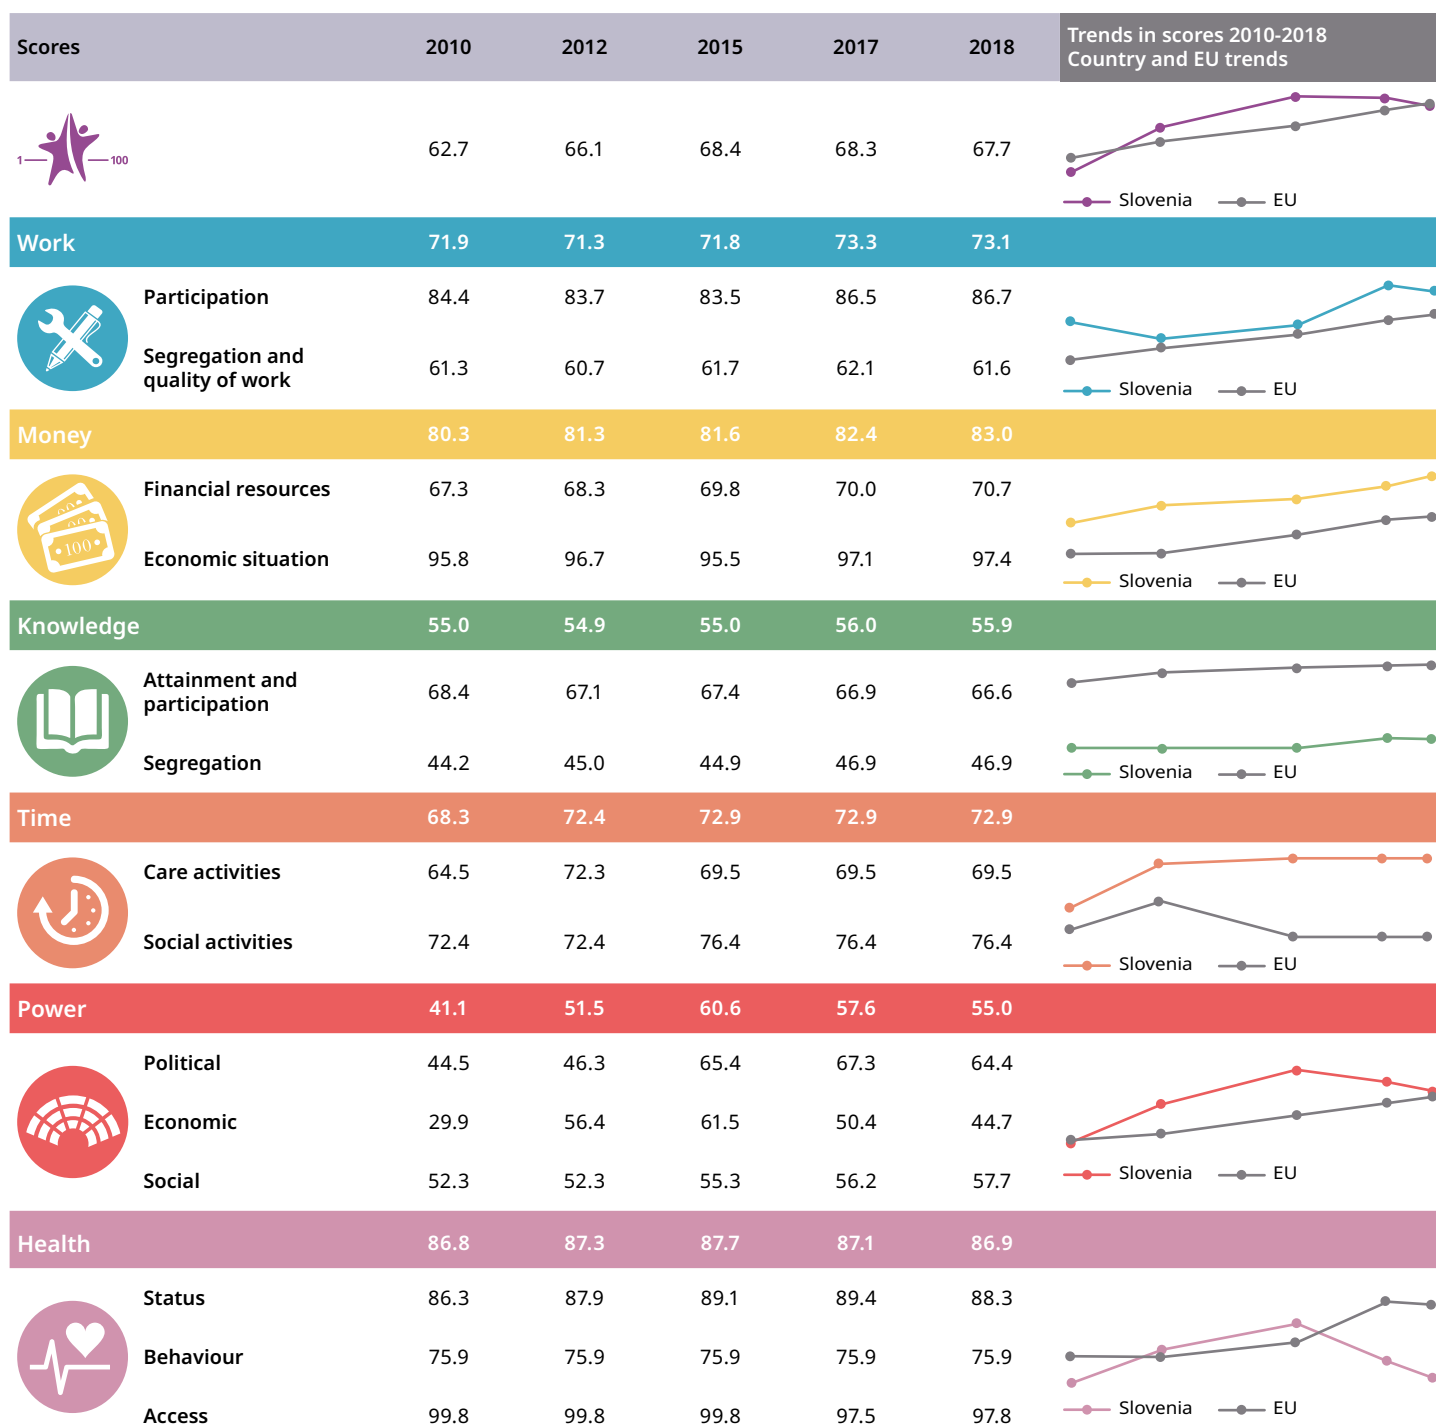 Scores 2010 2012 2015 2017 2018 Trends in scores 2010-2018
Country and EU trends
1 100 62.7 66.1 68.4 68.3 67.7
Slovenia EU
Work 71.9 71.3 71.8 73.3 73.1
Participation 84.4 83.7 83.5 86.5 86.7
Segregation and
quality of work 61.3 60.7 61.7 62.1 61.6
Slovenia EU
Money 80.3 81.3 81.6 82.4 83.0
Financial resources 67.3 68.3 69.8 70.0 70.7
100
Economic situation 95.8 96.7 95.5 97.1 97.4
Slovenia EU
Knowledge 55.0 54.9 55.0 56.0 55.9
Attainment and
participation 68.4 67.1 67.4 66.9 66.6
Segregation 44.2 45.0 44.9 46.9 46.9
Slovenia EU
Time 68.3 72.4 72.9 72.9 72.9
Care activities 64.5 72.3 69.5 69.5 69.5
Social activities 72.4 72.4 76.4 76.4 76.4
Slovenia EU
Power 41.1 51.5 60.6 57.6 55.0
Political 44.5 46.3 65.4 67.3 64.4
Economic 29.9 56.4 61.5 50.4 44.7
Social 52.3 52.3 55.3 56.2 57.7
Slovenia EU
Health 86.8 87.3 87.7 87.1 86.9
Status 86.3 87.9 89.1 89.4 88.3
Behaviour 75.9 75.9 75.9 75.9 75.9
Access 99.8 99.8 99.8 97.5 97.8
Slovenia EU